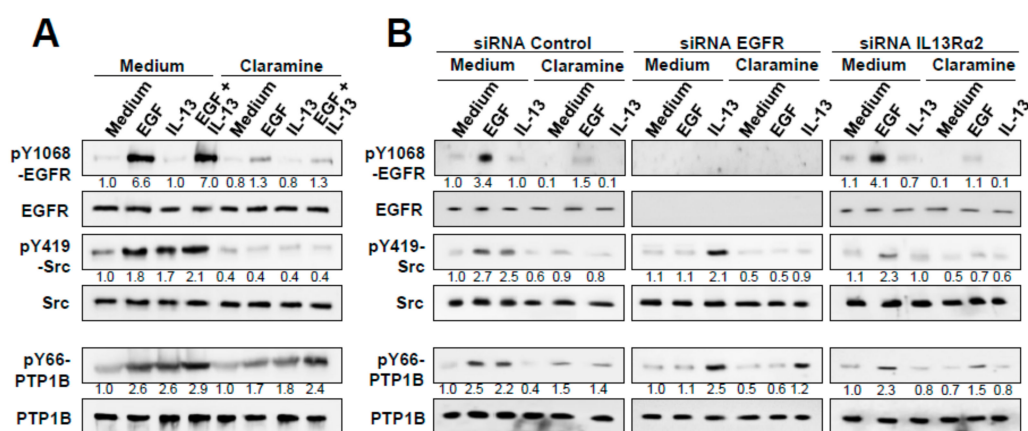 A
B
siRNA Control
siRNA EGFR
siRNA IL13Rα2
Medium
Claramine
Medium
Claramine
Medium
Claramine
Medium
Claramine
Medium
EGF
IL-13
EGF +
IL-13
Medium
EGF
IL-13
EGF +
IL-13
Medium
EGF
IL-13
Medium
EGF
IL-13
Medium
EGF
IL-13
Medium
EGF
IL-13
Medium
EGF
IL-13
Medium
EGF
IL-13
pY1068
-EGFR
1.0 6.6 1.0 7.0 0.8 1.3 0.8 1.3
EGFR
pY419
-Src
1.0 1.8 1.7 2.1 0.4 0.4 0.4 0.4
Src
pY66-
PTP1B
1.0 2.6 2.6 2.9 1.0 1.7 1.8 2.4
PTP1B
pY1068
-EGFR
1.0 3.4 1.0 0.1 1.5 0.1
1.1 4.1 0.7 0.1 1.1 0.1
EGFR
pY419-
Src
1.0 2.7 2.5 0.6 0.9 0.8
1.1 1.1 2.1 0.5 0.5 0.9
1.1 2.3 1.0 0.5 0.7 0.6
Src
pY66-
PTP1B
1.0 2.5 2.2 0.4 1.5 1.4
1.0 1.1 2.5 0.5 0.6 1.2
1.0 2.3 0.8 0.7 1.5 0.8
PTP1B